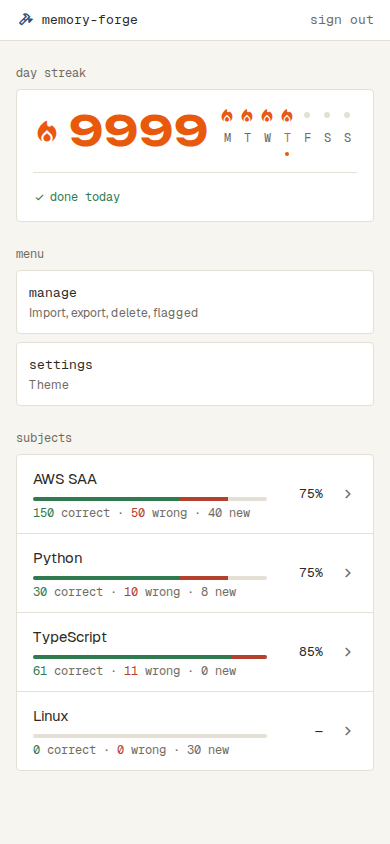 memory-forge sign out
day streak
9999
M T W T F S S
✓ done today
menu
manage
Import, export, delete, flagged
settings
Theme
subjects
AWS SAA
75%
150 correct · 50 wrong · 40 new
Python
75%
30 correct · 10 wrong · 8 new
TypeScript
85%
61 correct · 11 wrong · 0 new
Linux
–
0 correct · 0 wrong · 30 new